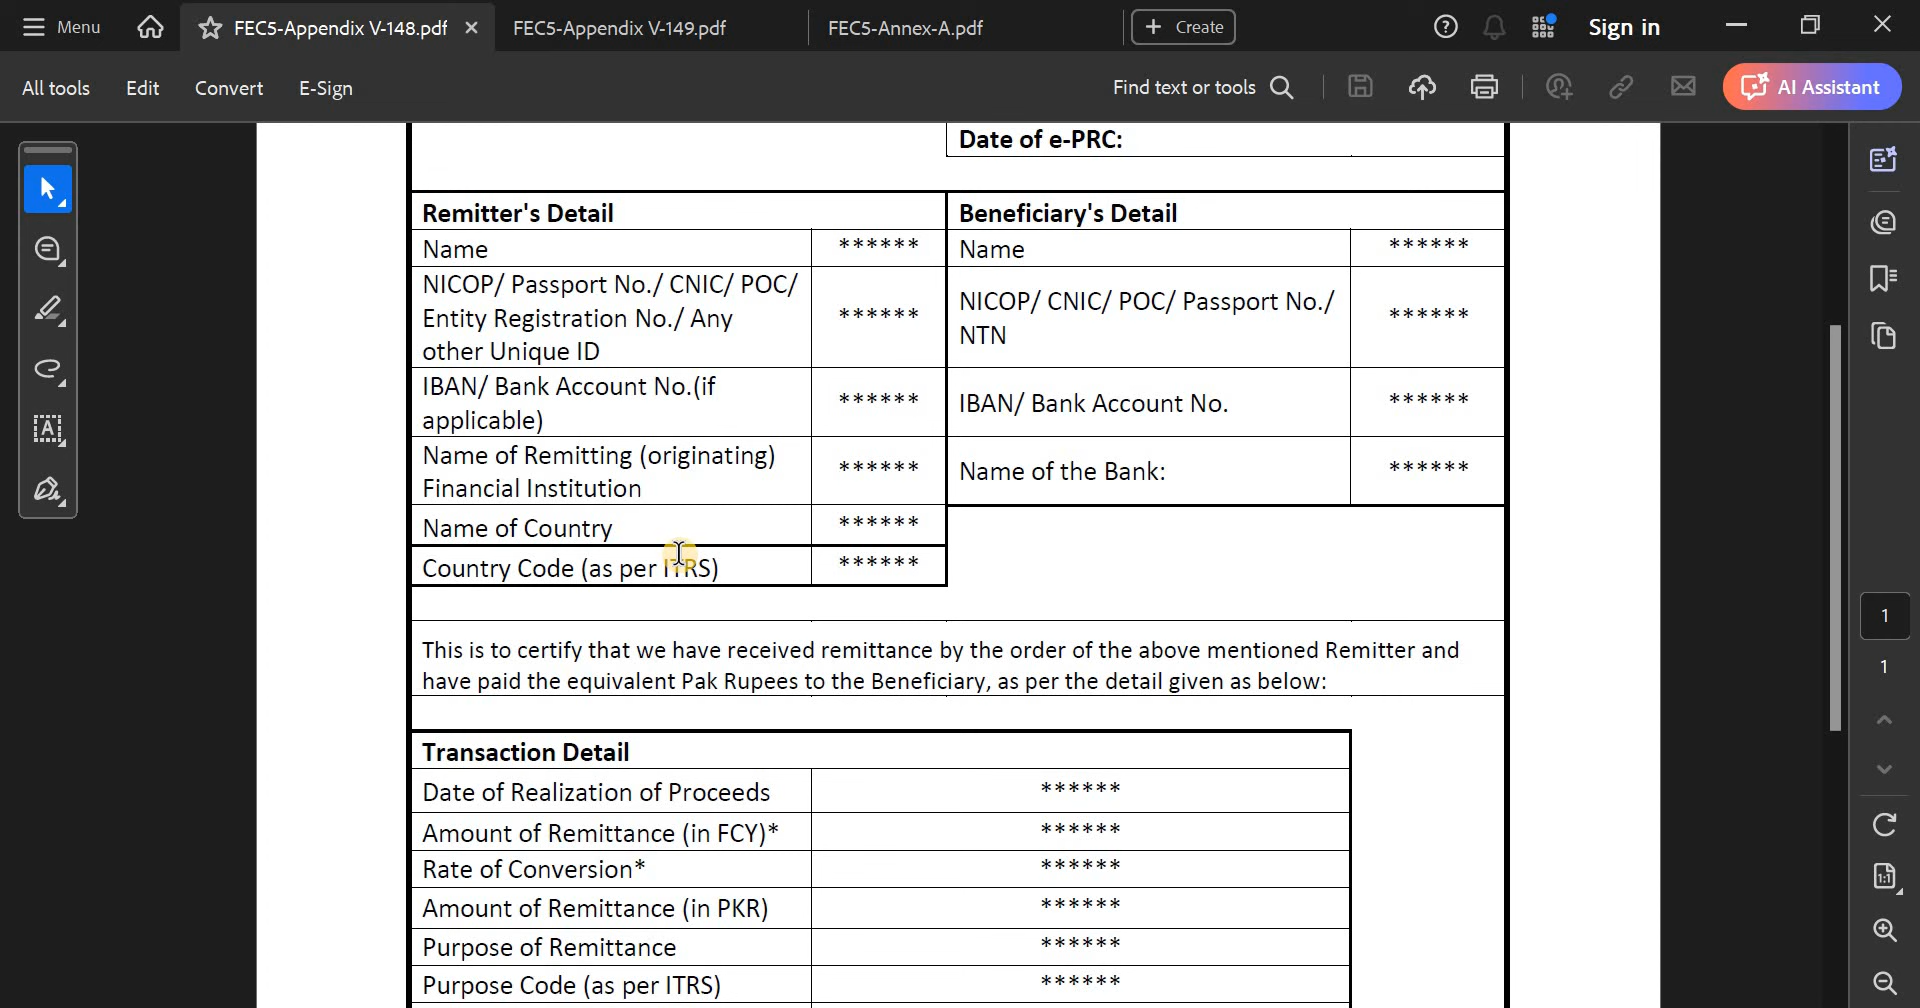 Menu
FEC5-Appendix V-148.pdf
FEC5-Appendix V-149.pdf
FEC5-Annex-A.pdf
+ Create
Sign in
All tools
Edit
Convert
E-Sign
Find text or tools
AI Assistant
Date of e-PRC:
Remitter's Detail
Beneficiary's Detail
Name
******
Name
******
NICOP/ Passport No./ CNIC/ POC/
Entity Registration No./ Any
other Unique ID
******
NICOP/ CNIC/ POC/ Passport No./
NTN
******
IBAN/ Bank Account No.(if
applicable)
******
IBAN/ Bank Account No.
******
Name of Remitting (originating)
Financial Institution
******
Name of the Bank:
******
Name of Country
******
Country Code (as per ITRS)
******
This is to certify that we have received remittance by the order of the above mentioned Remitter and
have paid the equivalent Pak Rupees to the Beneficiary, as per the detail given as below:
Transaction Detail
Date of Realization of Proceeds
******
Amount of Remittance (in FCY)*
******
Rate of Conversion*
******
Amount of Remittance (in PKR)
******
Purpose of Remittance
******
Purpose Code (as per ITRS)
******
1
1